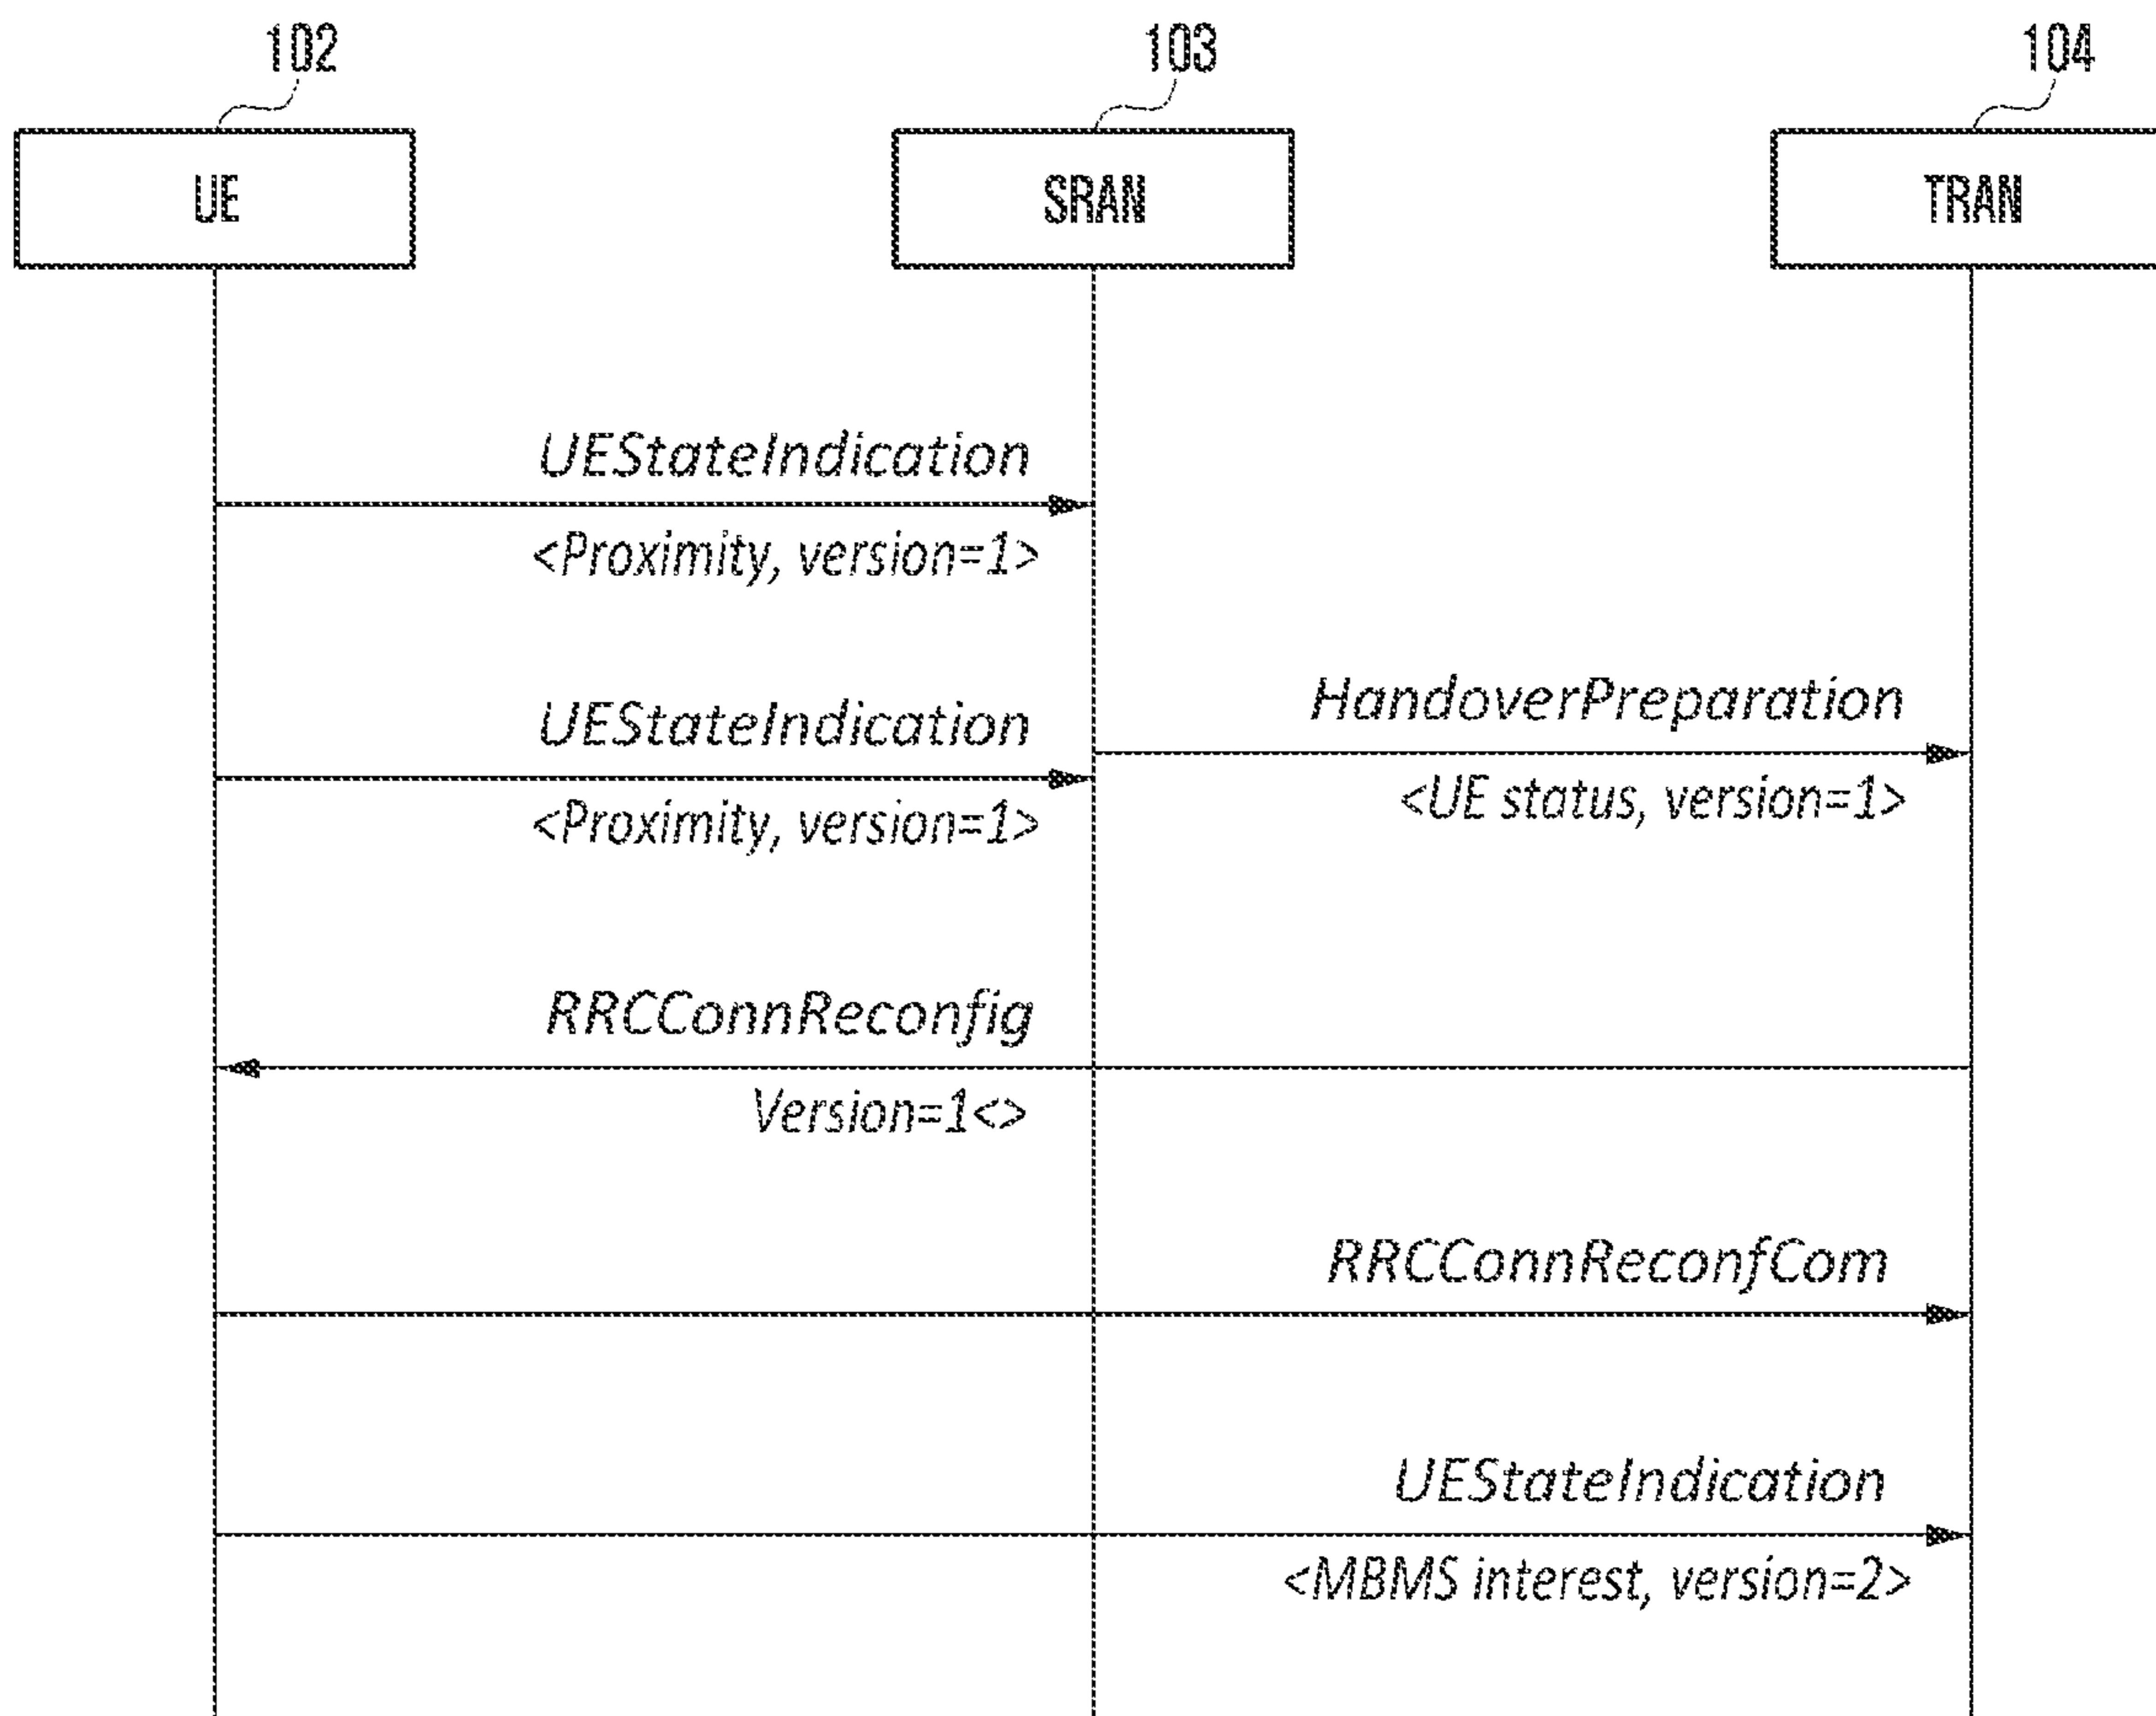 102
103
104
UE
SRAN
TRAN
UEStateIndication
<Proximity, version=1>
HandoverPreparation
UEStateIndication
<UE status, version=1>
<Proximity, version=1>
RRCConnReconfig
Version=1<>
RRCConnReconfCom
UEStateIndication
<MBMS interest, version=2>